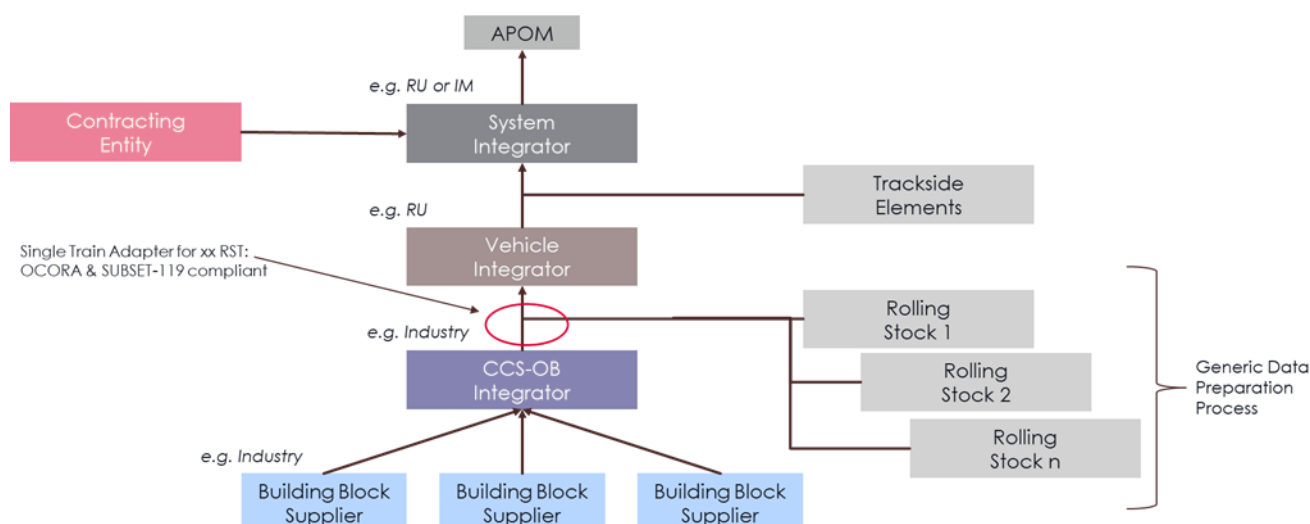 APOM
e.g. RU or IM
Contracting
Entity
System
Integrator
Trackside
Elements
e.g. RU
Single Train Adapter for xx RST:
OCORA & SUBSET-119 compliant
Vehicle
Integrator
e.g. Industry
Rolling
Stock 1
CCS-OB
Integrator
Rolling
Stock 2
Generic Data
Preparation
Process
Rolling
Stock n
e.g. Industry
Building Block
Supplier
Building Block
Supplier
Building Block
Supplier